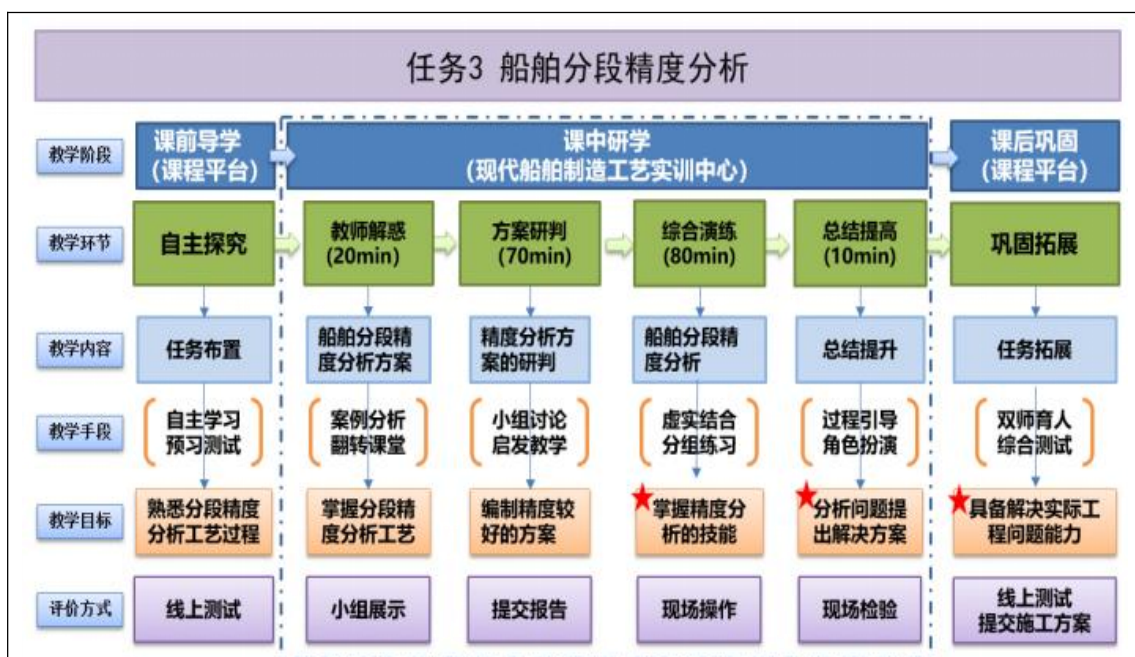 任务3 船舶分段精度分析
教学阶段
课前导学
（课程平台）
课中研学
（现代船舶制造工艺实训中心）
课后巩固
（课程平台）
教学环节
自主探究
教师解惑
(20min)
方案研判
(70min)
综合演练
(80min)
总结提高
(10min)
巩固拓展
教学内容
任务布置
船舶分段精
度分析方案
精度分析方
案的研判
船舶分段精
度分析
总结提升
任务拓展
教学手段
自主学习
预习测试
案例分析
翻转课堂
小组讨论
启发教学
虚实结合
分组练习
过程引导
角色扮演
双师育人
综合测试
教学目标
熟悉分段精度
分析工艺过程
掌握分段精
度分析工艺
编制精度较
好的方案
掌握精度分
析的技能
分析问题提
出解决方案
具备解决实际工
程问题能力
评价方式
线上测试
小组展示
提交报告
现场操作
现场检验
线上测试
提交施工方案